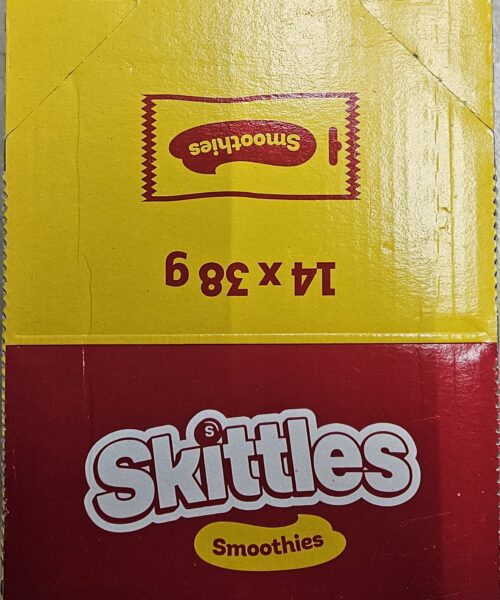 Smoothies
14 x 38 g
Skittles
S
Smoothies